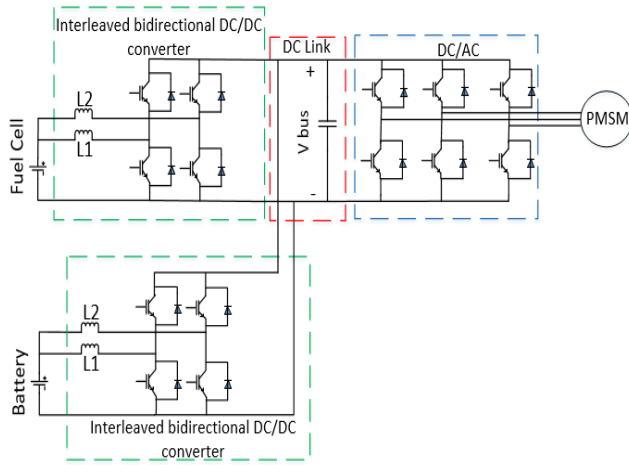 Interleaved bidirectional DC/DC
converter
DC Link
DC/AC
L2
L1
Fuel Cell
+
V bus
-
PMSM
L2
L1
Battery
Interleaved bidirectional DC/DC
converter